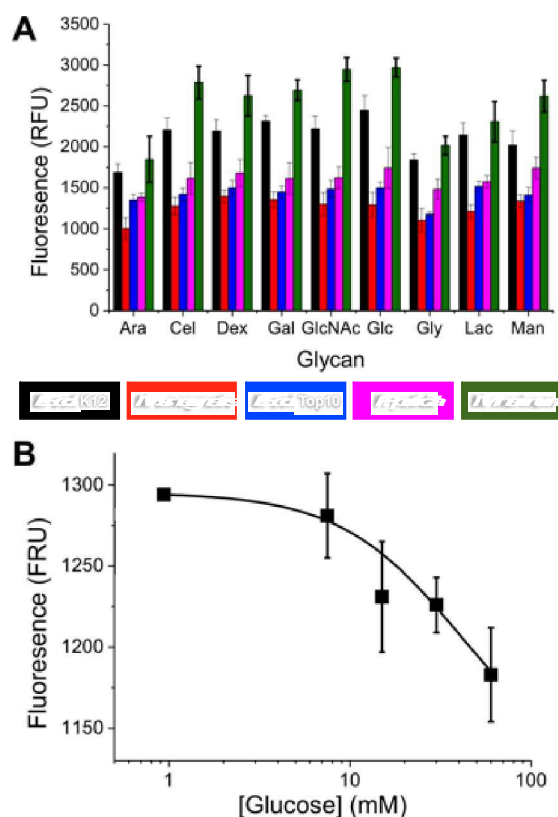 A
Fluoresence (RFU)
3500
3000
2500
2000
1500
1000
500
0
Ara Cel Dex Gal GlcNAc Glc Gly Lac Man
Glycan
K12 Top10
B
Fluoresence (FRU)
1300
1250
1200
1150
1 10 100
[Glucose] (mM)